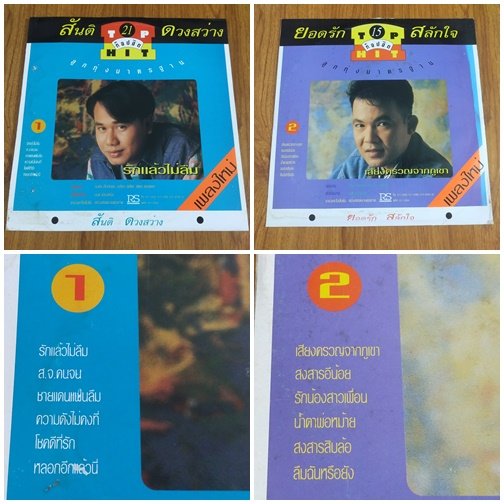 สันติ ดวงสว่าง
21
TOP
ท็อปฮิต
HIT
ลูกทุ่งมาตรฐาน
1
รักแล้วไม่ลืม
เพลงใหม่
RS
สันติ ดวงสว่าง
ยอดรัก สลักใจ
15
TOP
ท็อปฮิต
HIT
ลูกทุ่งมาตรฐาน
2
เสียงครวญจากภูเขา
เพลงใหม่
RS
ยอดรัก สลักใจ
1
รักแล้วไม่ลืม
ส.จ.คนจน
ชายแดนแฟนลืม
ความดังไม่คงที่
โชคดีที่รัก
หลอกอีกแล้วนี่
2
เสียงครวญจากภูเขา
สงสารอีน้อย
รักน้องสาวเพื่อน
น้ำตาพ่อหม้าย
สงสารสิบล้อ
ลืมฉันหรือยัง